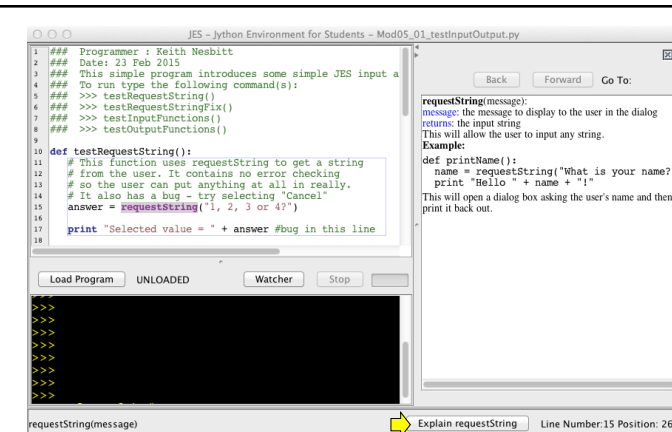 JES - Jython Environment for Students - Mod05_01_testInputOutput.py
1 ### Programmer : Keith Nesbitt
2 ### Date: 23 Feb 2015
3 ### This simple program introduces some simple JES input a
4 ### To run type the following command(s):
5 ### >>> testRequestString()
6 ### >>> testRequestStringFix()
7 ### >>> testInputFunctions()
8 ### >>> testOutputFunctions()
9
10 def testRequestString():
11 # This function uses requestString to get a string
12 # from the user. It contains no error checking
13 # so the user can put anything at all in really.
14 # It also has a bug - try selecting "Cancel"
15 answer = requestString("1, 2, 3 or 4?")
16
17 print "Selected value = " + answer #bug in this line
18
Load Program UNLOADED Watcher Stop
>>>
>>>
>>>
>>>
>>>
>>>
>>>
Back Forward Go To:
requestString(message):
message: the message to display to the user in the dialog
returns: the input string
This will allow the user to input any string.
Example:
def printName():
name = requestString("What is your name?
print "Hello " + name + "!"
This will open a dialog box asking the user's name and then
print it back out.
requestString(message)
Explain requestString Line Number:15 Position: 26